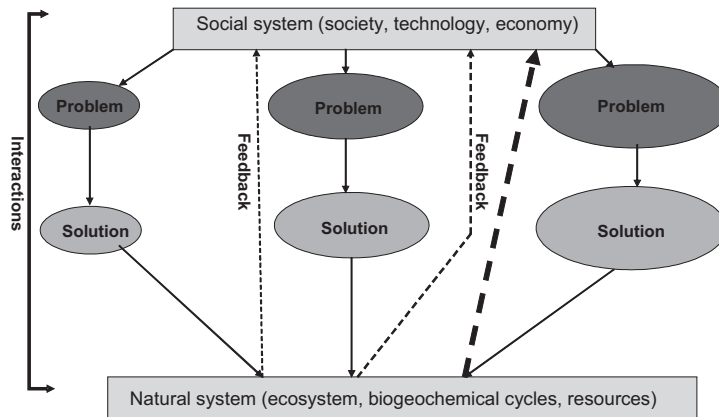 Social system (society, technology, economy)
Problem
Problem
Problem
Interactions
Feedback
Feedback
Solution
Solution
Solution
Natural system (ecosystem, biogeochemical cycles, resources)